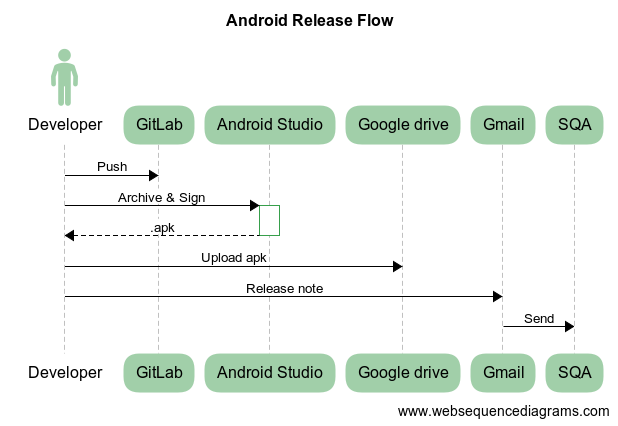 Android Release Flow
Developer GitLab Android Studio Google drive Gmail SQA
Push
Archive & Sign
.apk
Upload apk
Release note
Send
Developer GitLab Android Studio Google drive Gmail SQA
www.websequencediagrams.com